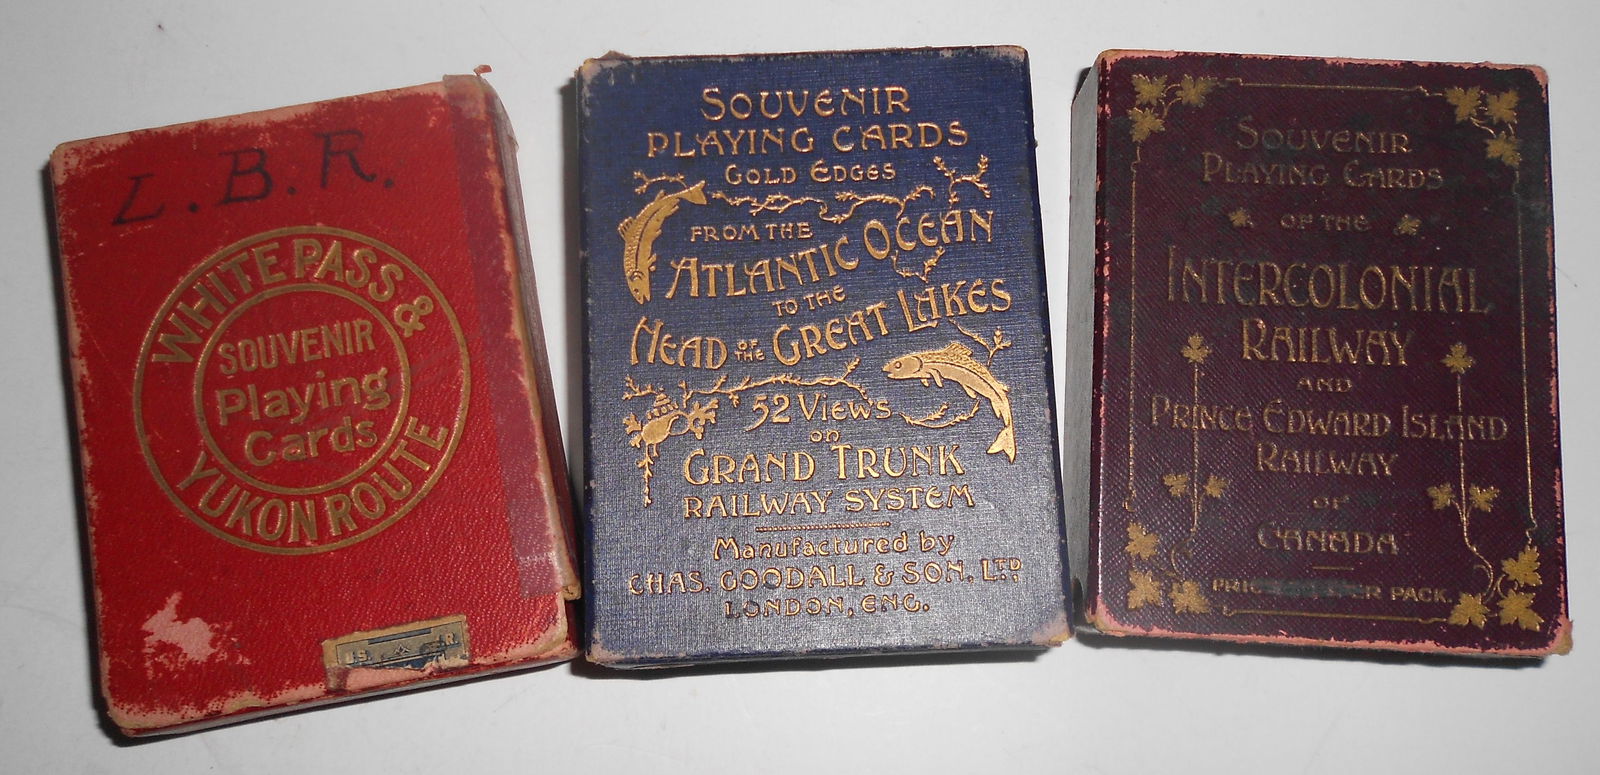 L.B.R.
WHITE PASS &
SOUVENIR
Playing
Cards
YUKON ROUTE
U.S.
R.
SOUVENIR
PLAYING CARDS
GOLD EDGES
FROM THE
ATLANTIC OCEAN
TO THE
HEAD OF THE GREAT LAKES
52 VIEWS
on
GRAND TRUNK
RAILWAY SYSTEM
Manufactured by
CHAS. GOODALL & SON, LTD
LONDON, ENG.
SOUVENIR
PLAYING CARDS
OF THE
INTERCOLONIAL
RAILWAY
AND
PRINCE EDWARD ISLAND
RAILWAY
OF
CANADA
PER PACK.